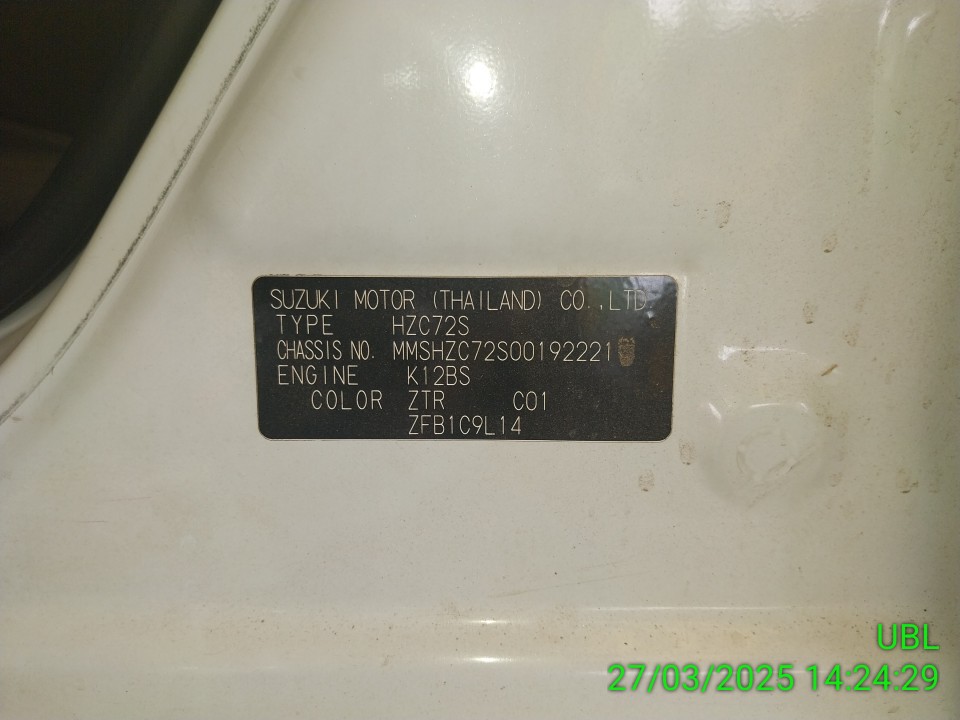 SUZUKI MOTOR (THAILAND) CO.,LTD.
TYPE HZC72S
CHASSIS NO. MMSHZC72S00192221
ENGINE K12BS
COLOR ZTR C01
ZFB1C9L14
UBL
27/03/2025 14:24:29